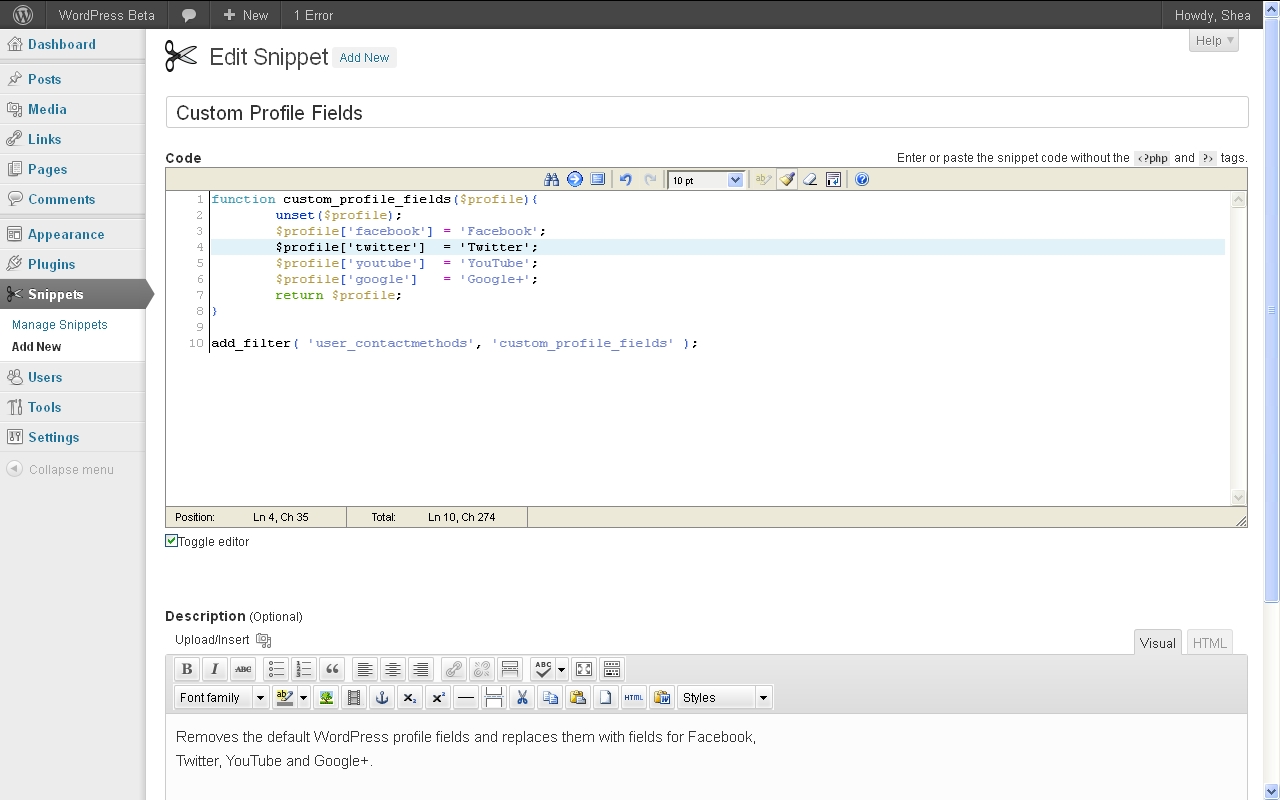 WordPress Beta
+ New
1 Error
Howdy, Shea
Dashboard
Posts
Media
Links
Pages
Comments
Appearance
Plugins
Snippets
Manage Snippets
Add New
Users
Tools
Settings
Collapse menu
Help
Edit Snippet Add New
Custom Profile Fields
Code
Enter or paste the snippet code without the <?php and ?> tags.
10 pt
1 function custom_profile_fields($profile){
2 unset($profile);
3 $profile['facebook'] = 'Facebook';
4 $profile['twitter'] = 'Twitter';
5 $profile['youtube'] = 'YouTube';
6 $profile['google'] = 'Google+';
7 return $profile;
8 }
9
10 add_filter( 'user_contactmethods', 'custom_profile_fields' );
Position: Ln 4, Ch 35 Total: Ln 10, Ch 274
Toggle editor
Description (Optional)
Upload/Insert
Visual HTML
B I ABC ABC
Font family ab HTML Styles
Removes the default WordPress profile fields and replaces them with fields for Facebook,
Twitter, YouTube and Google+.